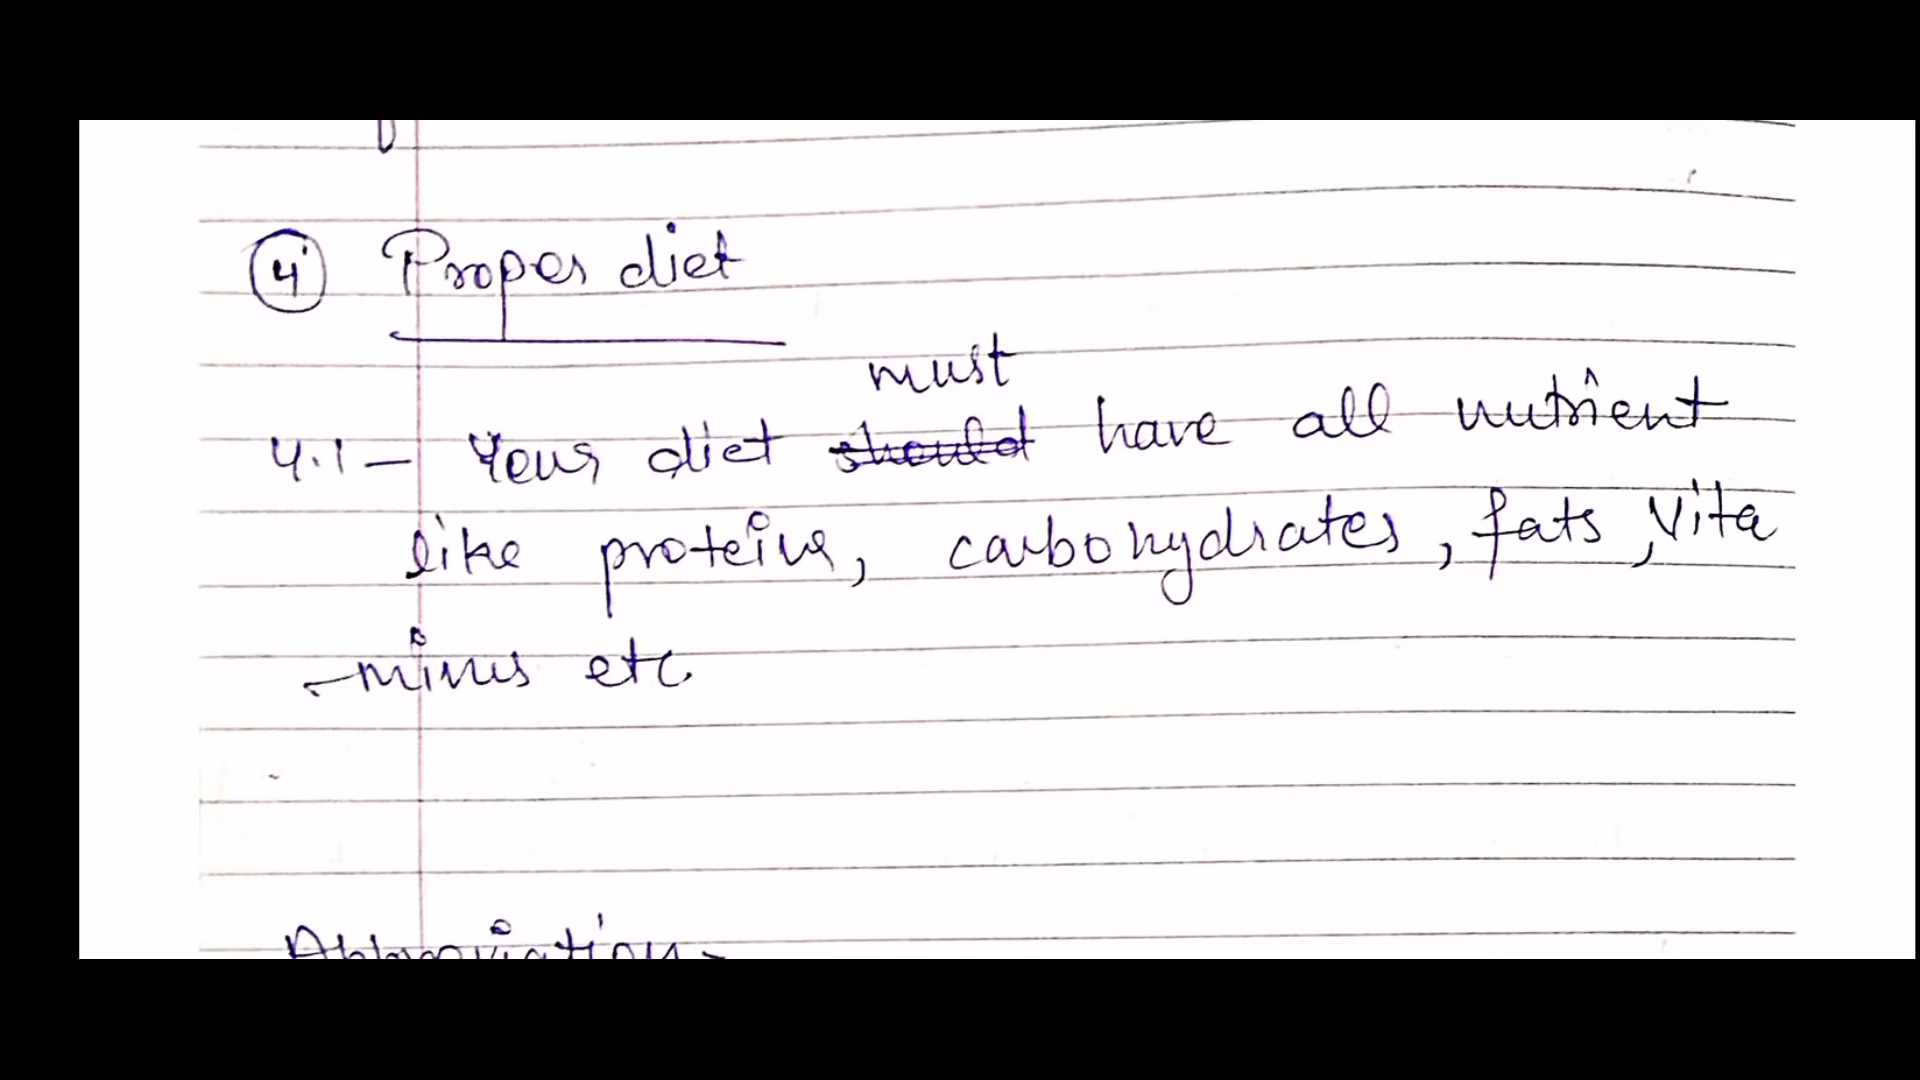 ④ Proper diet
must
4.1 – Your diet should have all nutrient
like proteins, carbohydrates, fats, Vita
-mins etc.
Abbreviation-